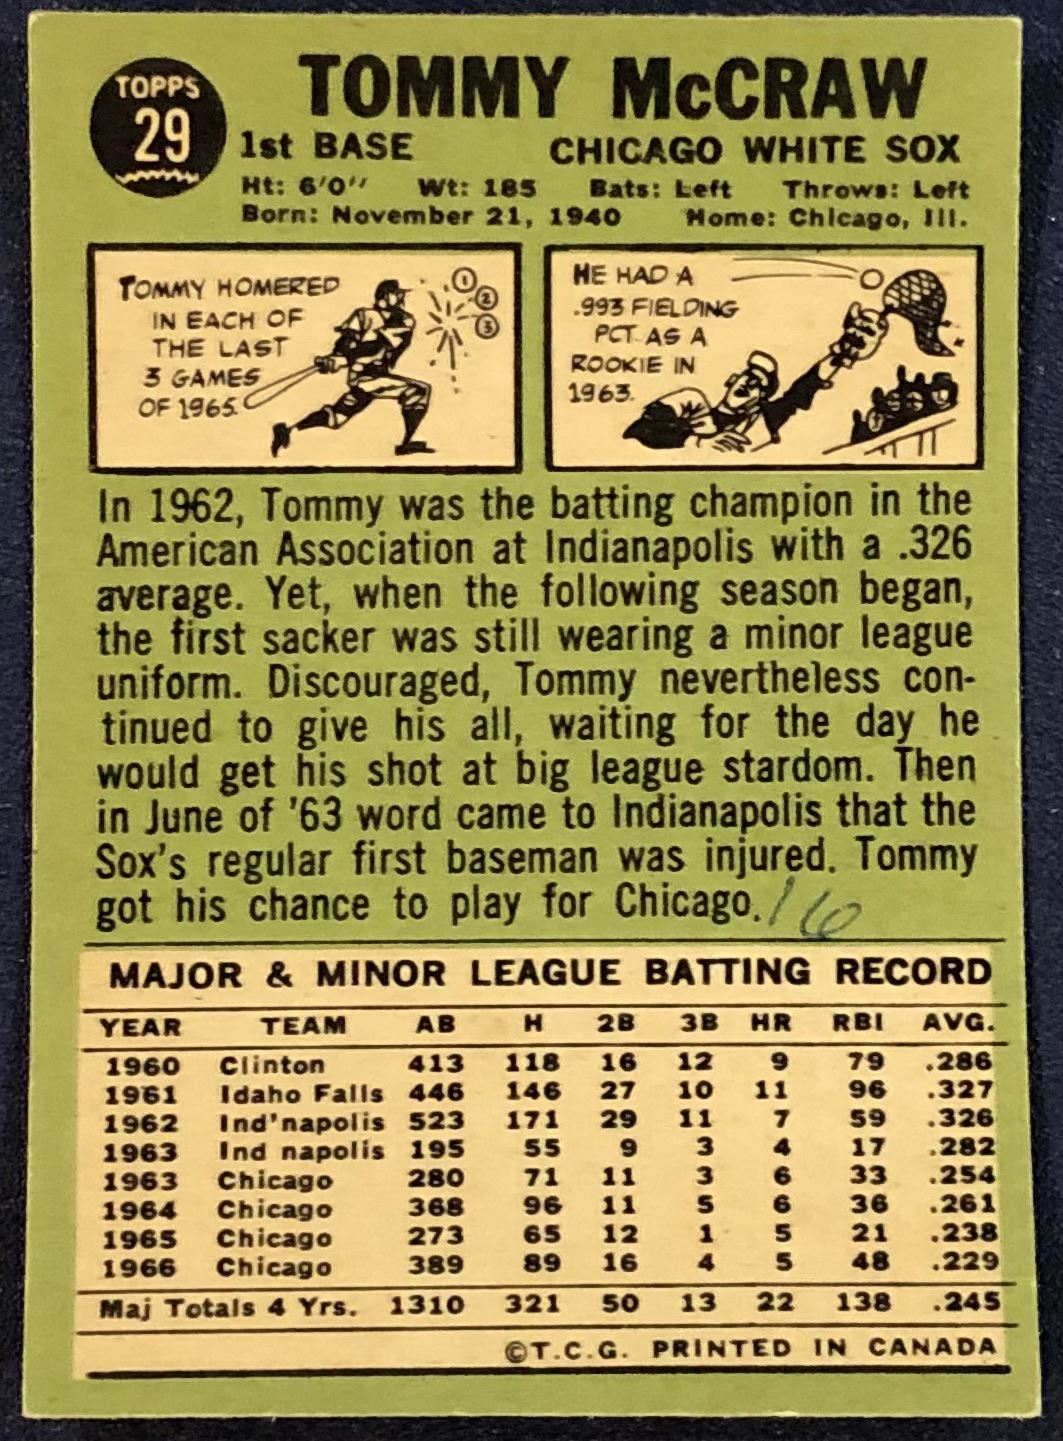 TOPPS
29
TOMMY McCRAW
1st BASE CHICAGO WHITE SOX
Ht: 6'0" Wt: 185 Bats: Left Throws: Left
Born: November 21, 1940 Home: Chicago, Ill.
TOMMY HOMERED
IN EACH OF
THE LAST
3 GAMES
OF 1965.
1
2
3
HE HAD A
.993 FIELDING
PCT. AS A
ROOKIE IN
1963.
In 1962, Tommy was the batting champion in the
American Association at Indianapolis with a .326
average. Yet, when the following season began,
the first sacker was still wearing a minor league
uniform. Discouraged, Tommy nevertheless con-
tinued to give his all, waiting for the day he
would get his shot at big league stardom. Then
in June of '63 word came to Indianapolis that the
Sox's regular first baseman was injured. Tommy
got his chance to play for Chicago. 16
MAJOR & MINOR LEAGUE BATTING RECORD
YEAR TEAM AB H 2B 3B HR RBI AVG.
1960 Clinton 413 118 16 12 9 79 .286
1961 Idaho Falls 446 146 27 10 11 96 .327
1962 Ind'napolis 523 171 29 11 7 59 .326
1963 Ind napolis 195 55 9 3 4 17 .282
1963 Chicago 280 71 11 3 6 33 .254
1964 Chicago 368 96 11 5 6 36 .261
1965 Chicago 273 65 12 1 5 21 .238
1966 Chicago 389 89 16 4 5 48 .229
Maj Totals 4 Yrs. 1310 321 50 13 22 138 .245
©T.C.G. PRINTED IN CANADA